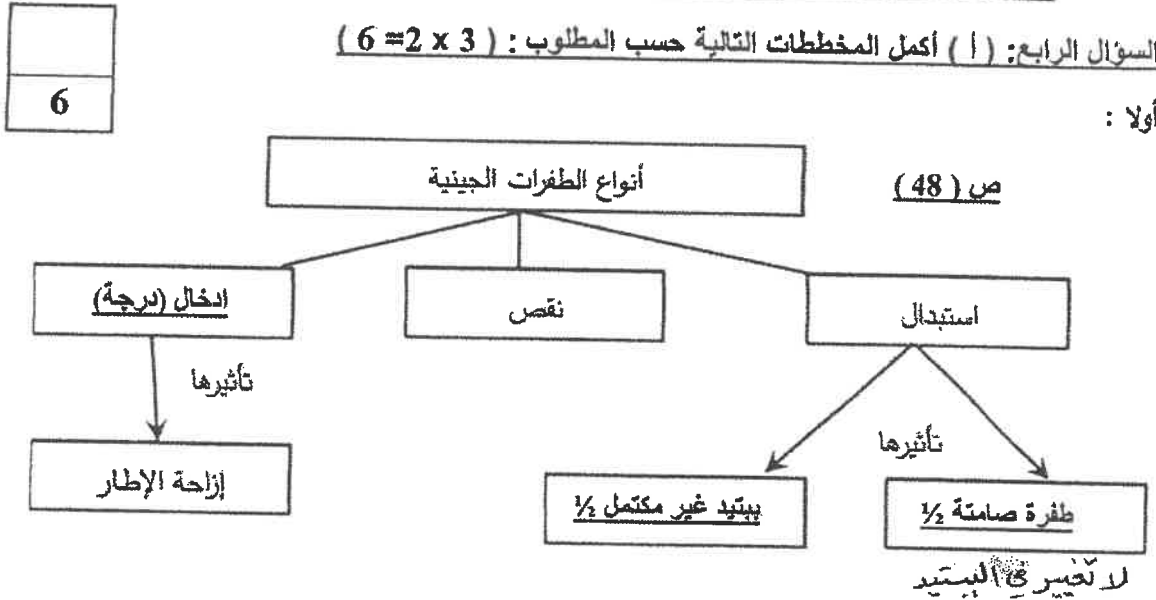 السؤال الرابع: ( أ ) أكمل المخططات التالية حسب المطلوب : ( 3 x 2= 6 )
6
أولا :
ص ( 48 )
أنواع الطفرات الجينية
استبدال
نقص
ادخال (درجة)
تأثيرها
تأثيرها
إزاحة الإطار
طفرة صامتة ½
ببتيد غير مكتمل ½
لا تغيير في الببتيد